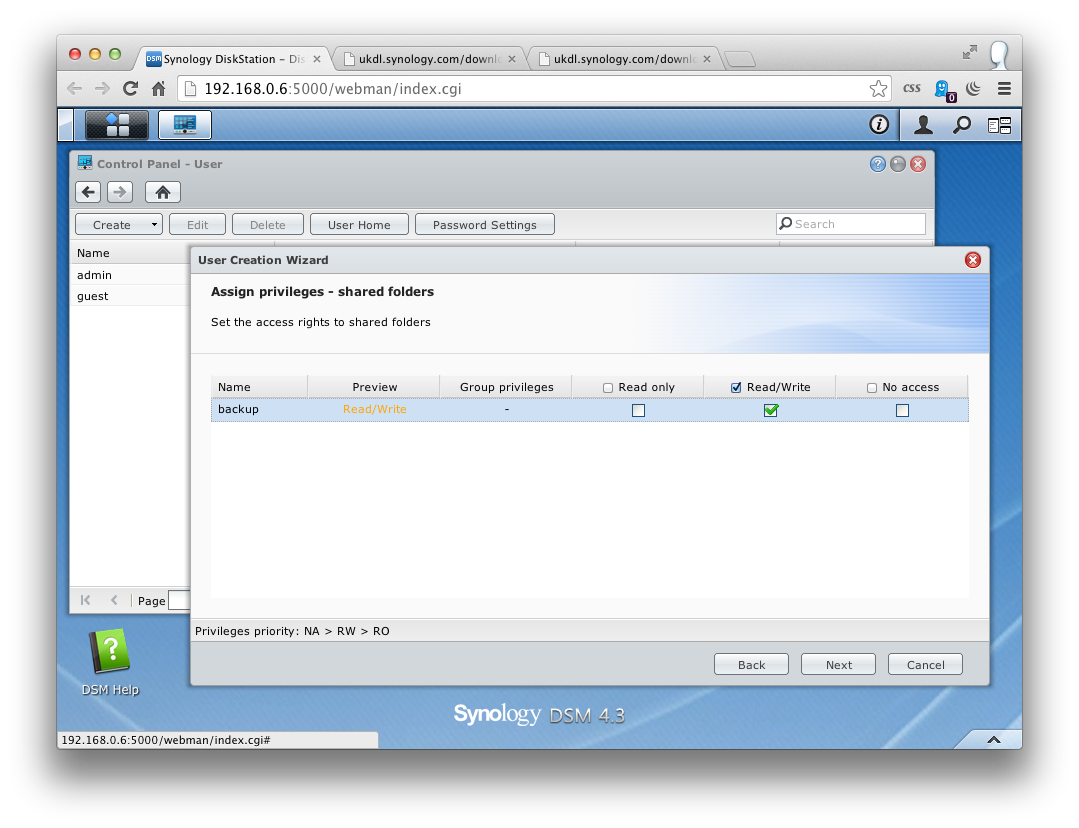 DSM Synology DiskStation – Dis
ukdl.synology.com/downl
ukdl.synology.com/downl
192.168.0.6:5000/webman/index.cgi
css
0
Control Panel - User
Create Edit Delete User Home Password Settings Search
Name
admin
guest
User Creation Wizard
Assign privileges - shared folders
Set the access rights to shared folders
Name Preview Group privileges Read only Read/Write No access
backup Read/Write -
Page
Privileges priority: NA > RW > RO
Back Next Cancel
DSM Help
Synology DSM 4.3
192.168.0.6:5000/webman/index.cgi#